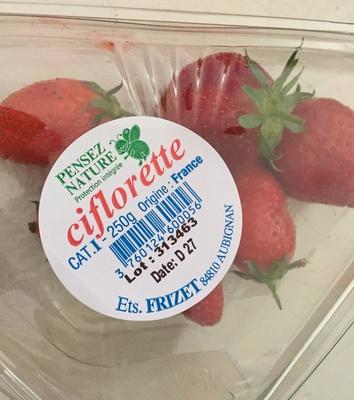 PENSEZ
NATURE
Protection intégrée
ciflorette
CAT.I - 250g Origine : France
3 760124 600056
Lot : 313463
Date: D 27
Ets. FRIZET 84810 AUBIGNAN